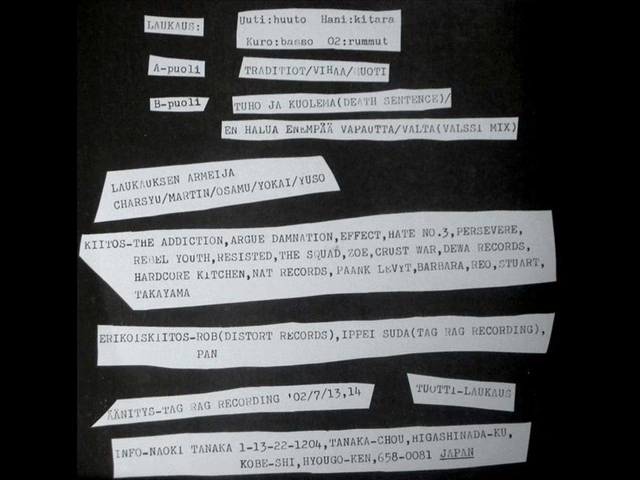 LAUKAUS:
Uuti:huuto Hani:kitara
Kuro:basso O2:rummut
A-puoli
TRADITIOT/VIHAA/HUOTI
B-puoli
TUHO JA KUOLEMA(DEATH SENTENCE)/
EN HALUA ENEMPÄÄ VAPAUTTA/VALTA(VALSSI MIX)
LAUKAUKSEN ARMEIJA
CHARSYU/MARTIN/OSAMU/YOKAI/YUSO
KIITOS-THE ADDICTION,ARGUE DAMNATION,EFFECT,HATE NO.3,PERSEVERE,
REBEL YOUTH,RESISTED,THE SQUAD,ZOE,CRUST WAR,DEWA RECORDS,
HARDCORE KITCHEN,NAT RECORDS,PAANK LEVYT,BARBARA,REO,STUART,
TAKAYAMA
ERIKOISKIITOS-ROB(DISTORT RECORDS),IPPEI SUDA(TAG RAG RECORDING),
PAN
ÄÄNITYS-TAG RAG RECORDING '02/7/13,14
TUOTTI-LAUKAUS
INFO-NAOKI TANAKA 1-13-22-1204,TANAKA-CHOU,HIGASHINADA-KU,
KOBE-SHI,HYOUGO-KEN,658-0081 JAPAN